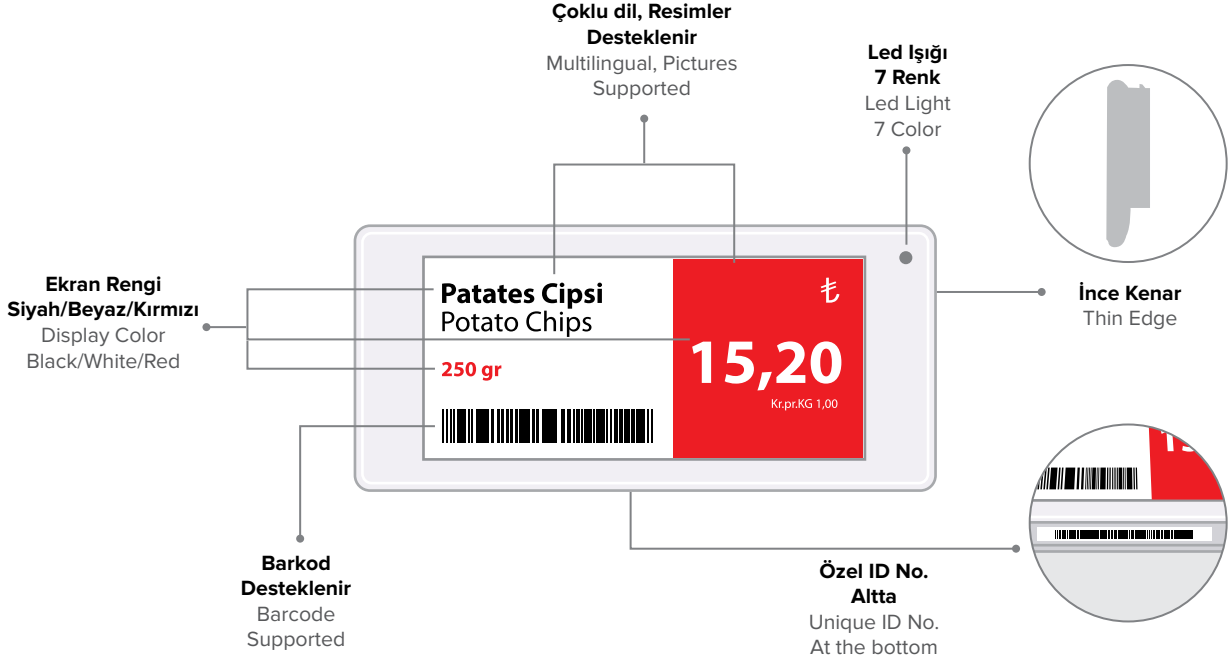 Çoklu dil, Resimler
Desteklenir
Multilingual, Pictures
Supported
Led Işığı
7 Renk
Led Light
7 Color
Ekran Rengi
Siyah/Beyaz/Kırmızı
Display Color
Black/White/Red
Patates Cipsi
Potato Chips
250 gr
₺
15,20
Kr.pr.KG 1,00
İnce Kenar
Thin Edge
Barkod
Desteklenir
Barcode
Supported
Özel ID No.
Altta
Unique ID No.
At the bottom